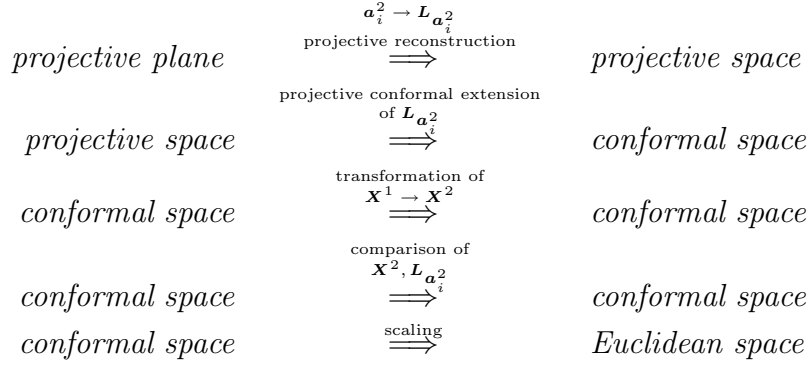 a_i^2 → L_{a_i^2}
projective reconstruction
projective plane ⟹ projective space
projective conformal extension
of L_{a_i^2}
projective space ⟹ conformal space
transformation of
X^1 → X^2
conformal space ⟹ conformal space
comparison of
X^2, L_{a_i^2}
conformal space ⟹ conformal space
scaling
conformal space ⟹ Euclidean space